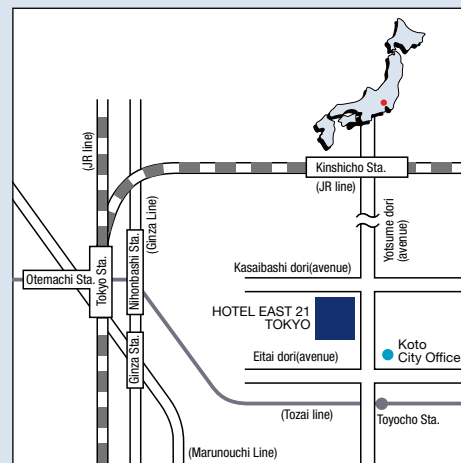 (JR line)
Kinshicho Sta.
(JR line)
(Ginza Line)
Yotsume dori
(avenue)
Tokyo Sta.
Nihonbashi Sta.
Kasaibashi dori(avenue)
Otemachi Sta.
HOTEL EAST 21
TOKYO
Ginza Sta.
Eitai dori(avenue)
Koto
City Office
(Tozai line)
Toyocho Sta.
(Marunouchi Line)